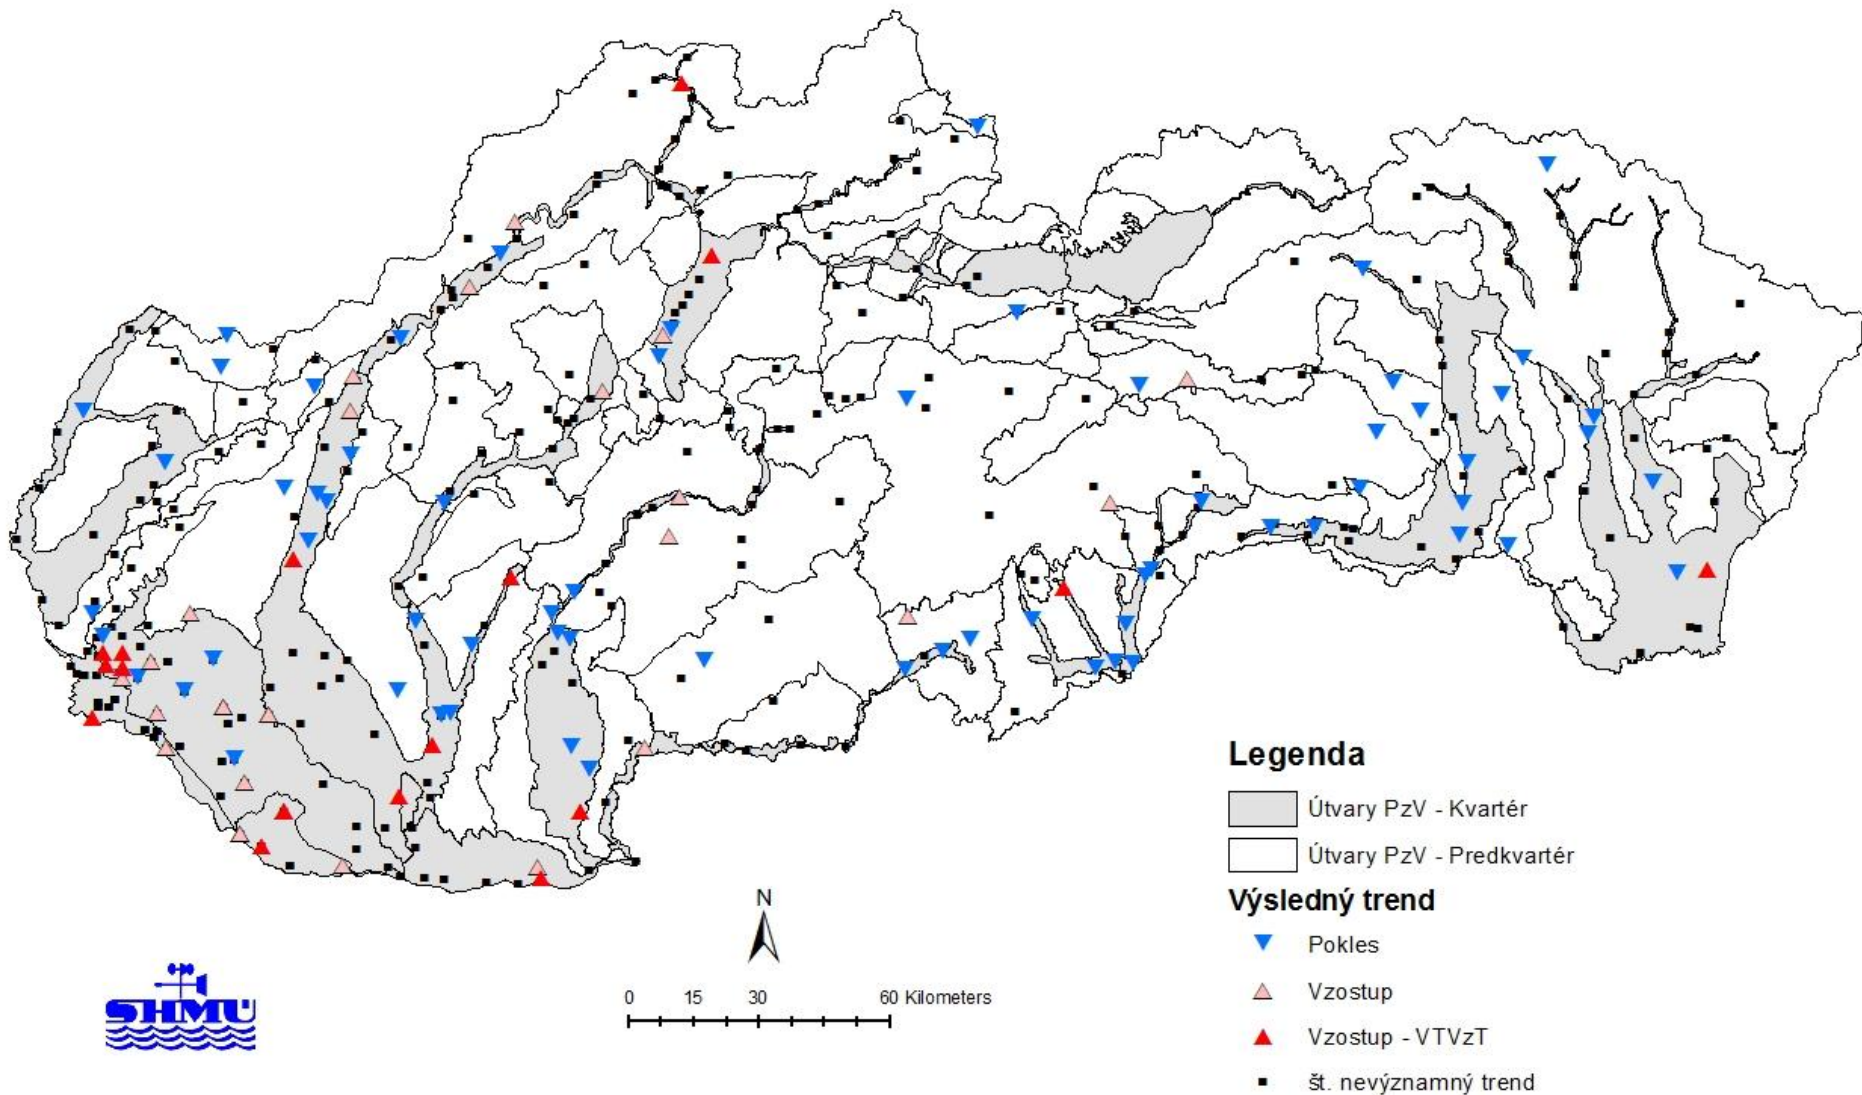 Legenda
Útvary PzV - Kvartér
Útvary PzV - Predkvartér
Výsledný trend
Pokles
Vzostup
Vzostup - VTVzT
št. nevýznamný trend
N
0 15 30 60 Kilometers
SHMU